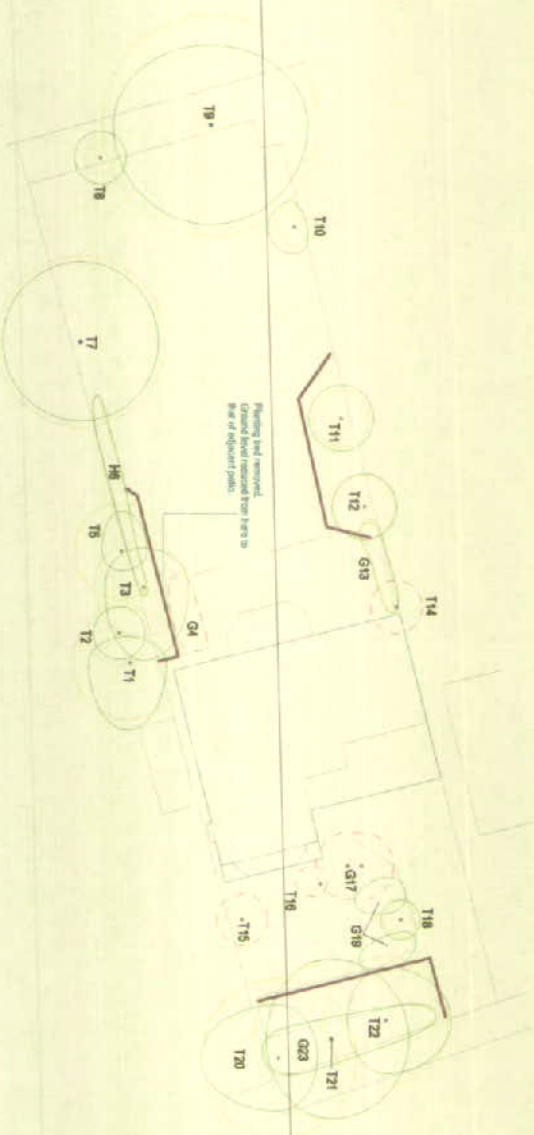 T9
T8
T10
T7
Planting bed removed.
Ground level reduced from here to
that of adjacent patio.
T11
H6
T12
T5
G13
T3
T14
G4
T2
T1
G17
T16
T18
G19
T15
T22
G23
T20
T21